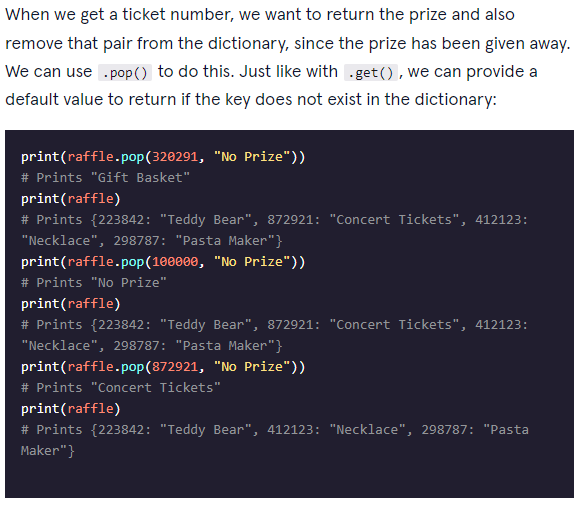 When we get a ticket number, we want to return the prize and also
remove that pair from the dictionary, since the prize has been given away.
We can use .pop() to do this. Just like with .get(), we can provide a
default value to return if the key does not exist in the dictionary:
print(raffle.pop(320291, "No Prize"))
# Prints "Gift Basket"
print(raffle)
# Prints {223842: "Teddy Bear", 872921: "Concert Tickets", 412123:
"Necklace", 298787: "Pasta Maker"}
print(raffle.pop(100000, "No Prize"))
# Prints "No Prize"
print(raffle)
# Prints {223842: "Teddy Bear", 872921: "Concert Tickets", 412123:
"Necklace", 298787: "Pasta Maker"}
print(raffle.pop(872921, "No Prize"))
# Prints "Concert Tickets"
print(raffle)
# Prints {223842: "Teddy Bear", 412123: "Necklace", 298787: "Pasta
Maker"}